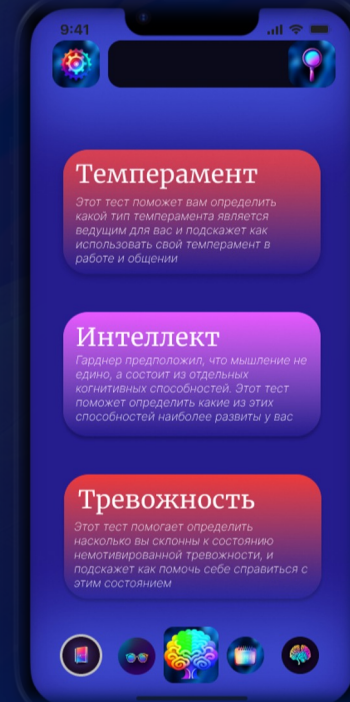 9:41
Темперамент
Этот тест поможет вам определить
какой тип темперамента является
ведущим для вас и подскажет как
использовать свой темперамент в
работе и общении
Интеллект
Гарднер предположил, что мышление не
едино, а состоит из отдельных
когнитивных способностей. Этот тест
поможет определить какие из этих
способностей наиболее развиты у вас
Тревожность
Этот тест помогает определить
насколько вы склонны к состоянию
немотивированной тревожности, и
подскажет как помочь себе справиться с
этим состоянием